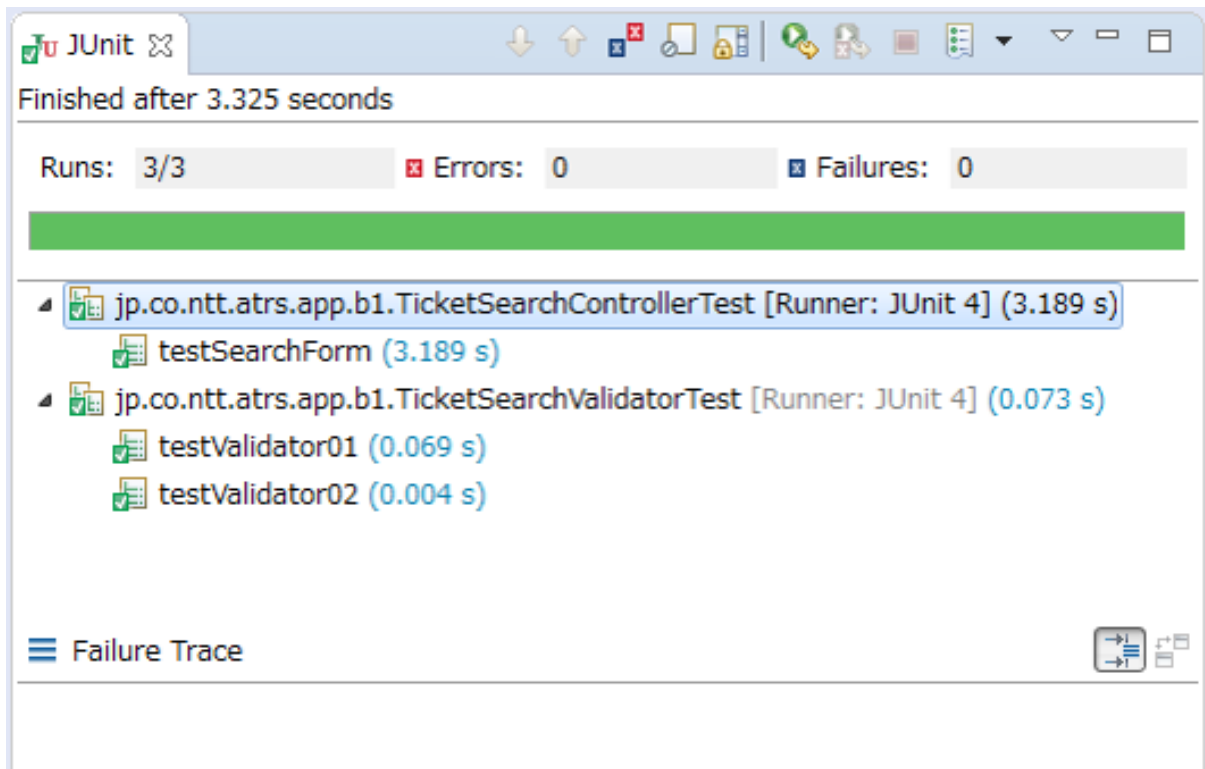 JUnit
Finished after 3.325 seconds
Runs: 3/3 Errors: 0 Failures: 0
jp.co.ntt.atrs.app.b1.TicketSearchControllerTest [Runner: JUnit 4] (3.189 s)
testSearchForm (3.189 s)
jp.co.ntt.atrs.app.b1.TicketSearchValidatorTest [Runner: JUnit 4] (0.073 s)
testValidator01 (0.069 s)
testValidator02 (0.004 s)
Failure Trace